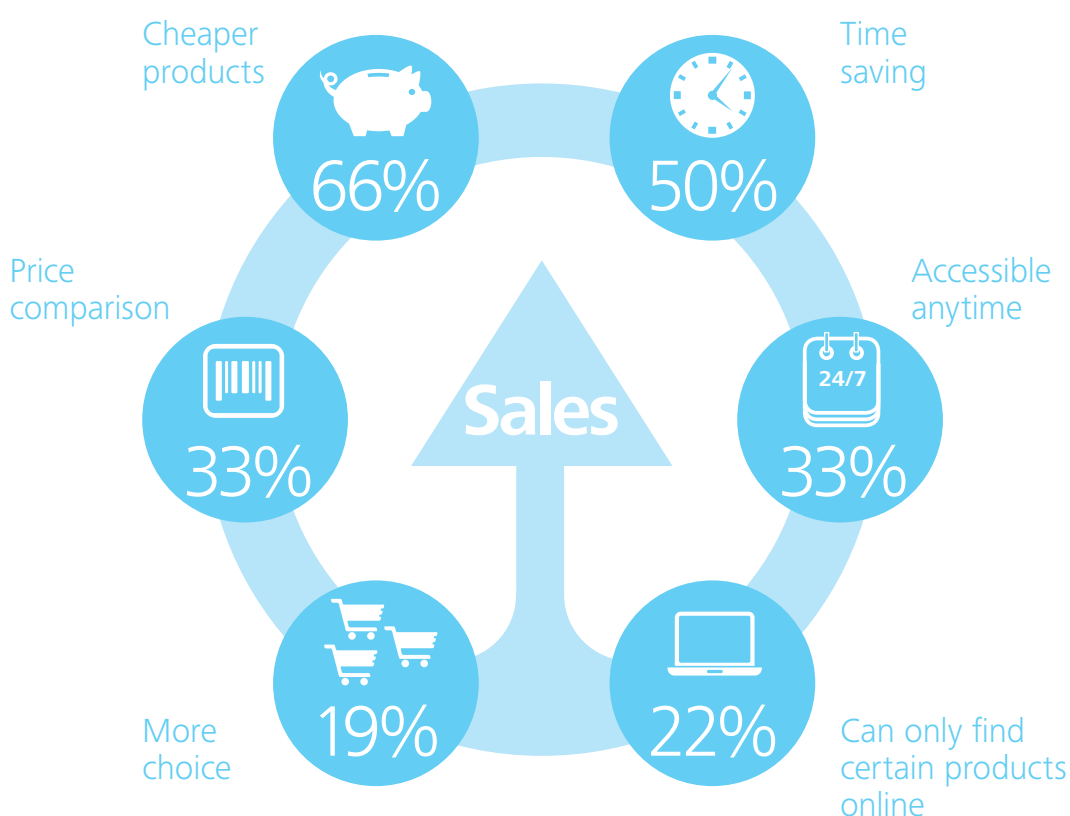 Cheaper
products
66%
Time
saving
50%
Price
comparison
33%
Accessible
anytime
24/7
33%
Sales
More
choice
19%
22%
Can only find
certain products
online